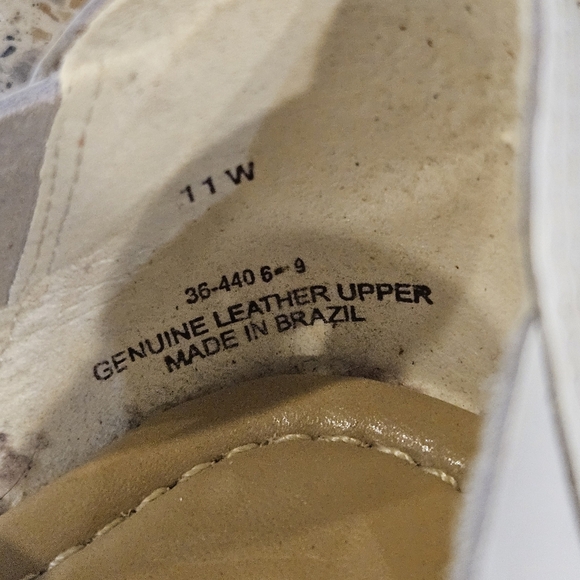 11 W
36-440 6- 9
GENUINE LEATHER UPPER
MADE IN BRAZIL